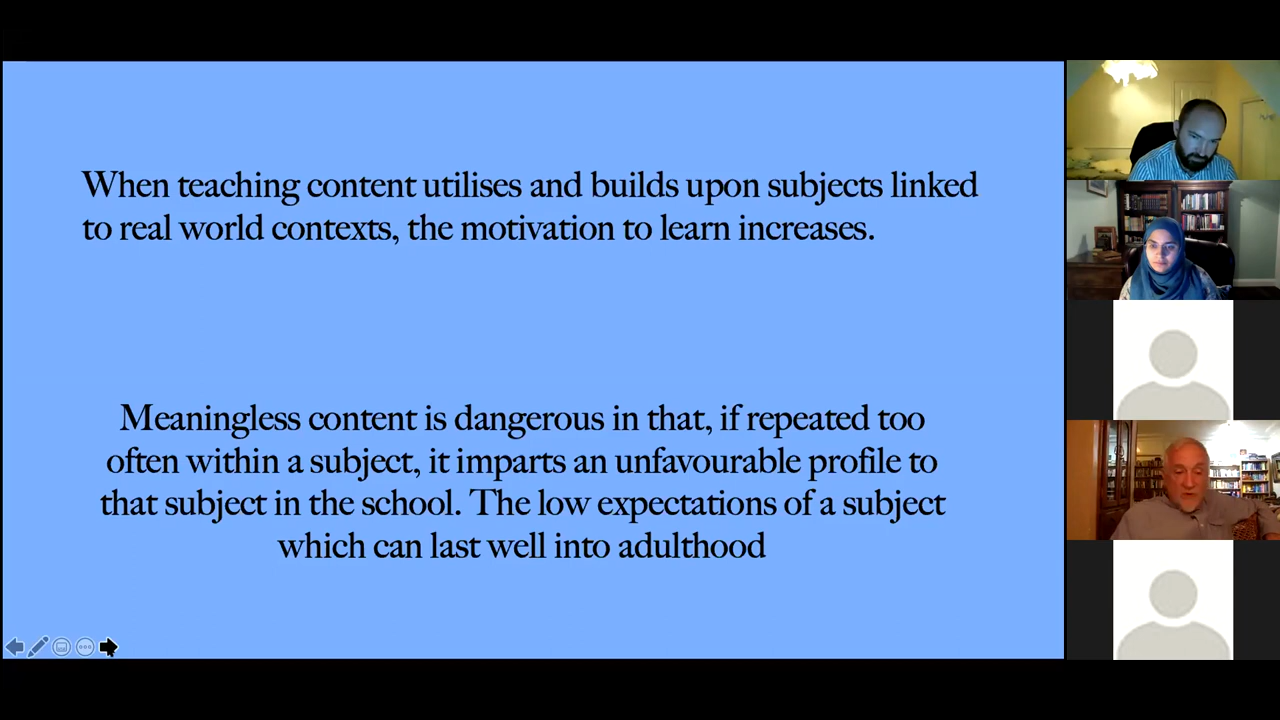 When teaching content utilises and builds upon subjects linked
to real world contexts, the motivation to learn increases.
Meaningless content is dangerous in that, if repeated too
often within a subject, it imparts an unfavourable profile to
that subject in the school. The low expectations of a subject
which can last well into adulthood